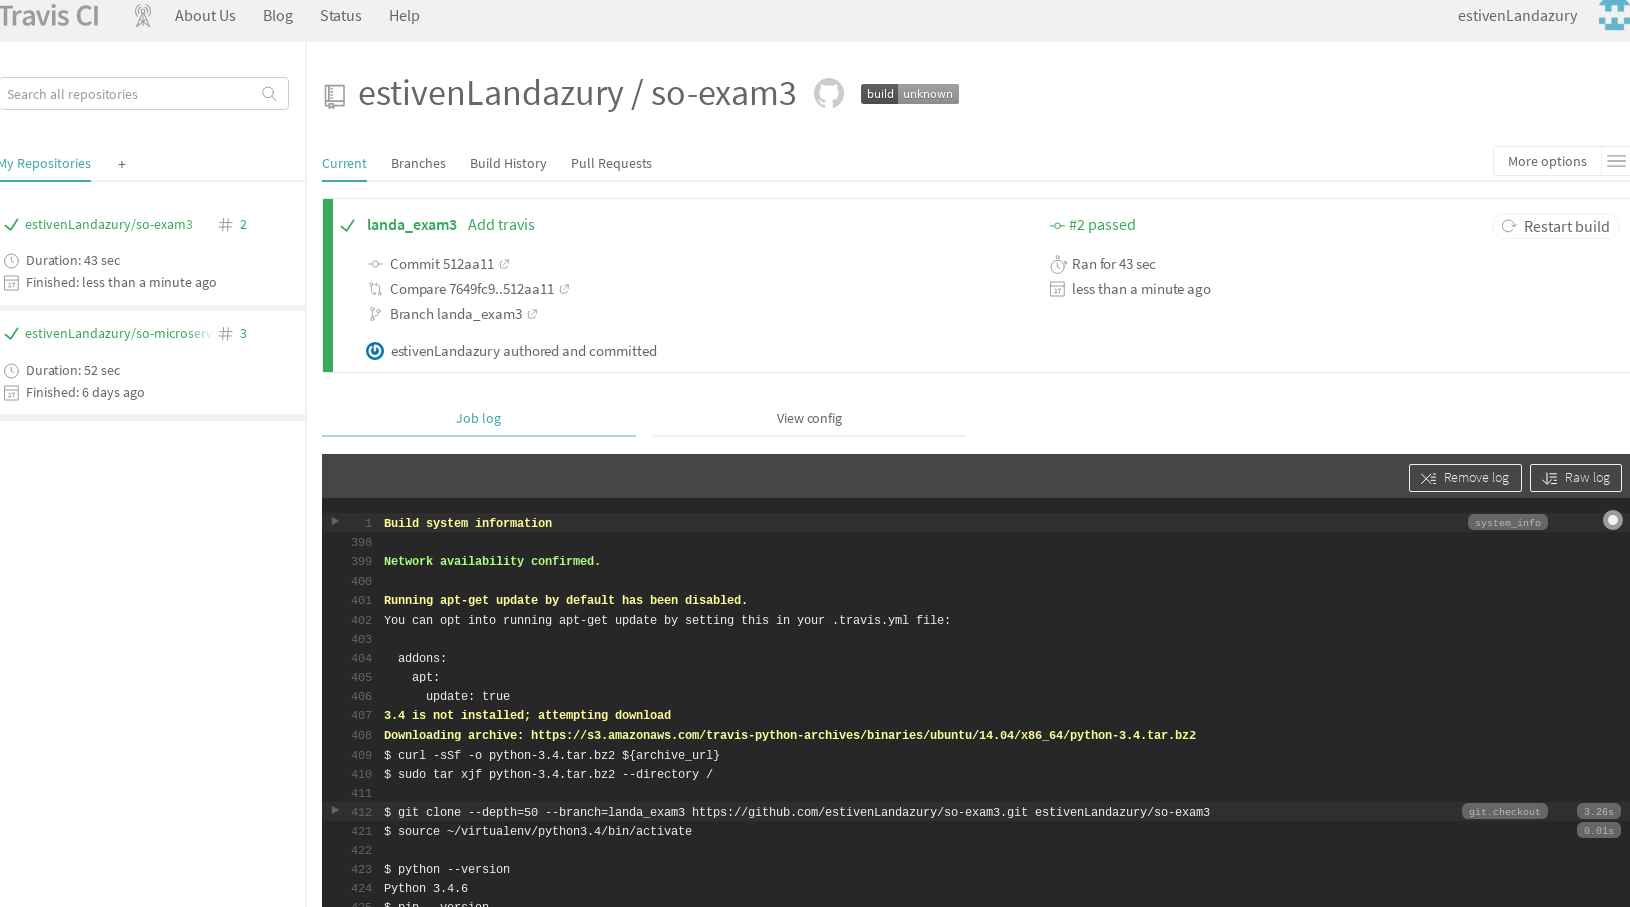 Travis CI
About Us
Blog
Status
Help
estivenLandazury
Search all repositories
My Repositories
+
estivenLandazury/so-exam3 # 2
Duration: 43 sec
Finished: less than a minute ago
estivenLandazury/so-microserv # 3
Duration: 52 sec
Finished: 6 days ago
estivenLandazury / so-exam3
build unknown
Current
Branches
Build History
Pull Requests
More options
landa_exam3 Add travis
Commit 512aa11
Compare 7649fc9..512aa11
Branch landa_exam3
estivenLandazury authored and committed
#2 passed
Ran for 43 sec
less than a minute ago
Restart build
Job log
View config
Remove log
Raw log
1 Build system information system_info
398
399 Network availability confirmed.
400
401 Running apt-get update by default has been disabled.
402 You can opt into running apt-get update by setting this in your .travis.yml file:
403
404 addons:
405 apt:
406 update: true
407 3.4 is not installed; attempting download
408 Downloading archive: https://s3.amazonaws.com/travis-python-archives/binaries/ubuntu/14.04/x86_64/python-3.4.tar.bz2
409 $ curl -sSf -o python-3.4.tar.bz2 ${archive_url}
410 $ sudo tar xjf python-3.4.tar.bz2 --directory /
411
412 $ git clone --depth=50 --branch=landa_exam3 https://github.com/estivenLandazury/so-exam3.git estivenLandazury/so-exam3 git.checkout 3.26s
421 $ source ~/virtualenv/python3.4/bin/activate 0.01s
422
423 $ python --version
424 Python 3.4.6
425 $ pip --version